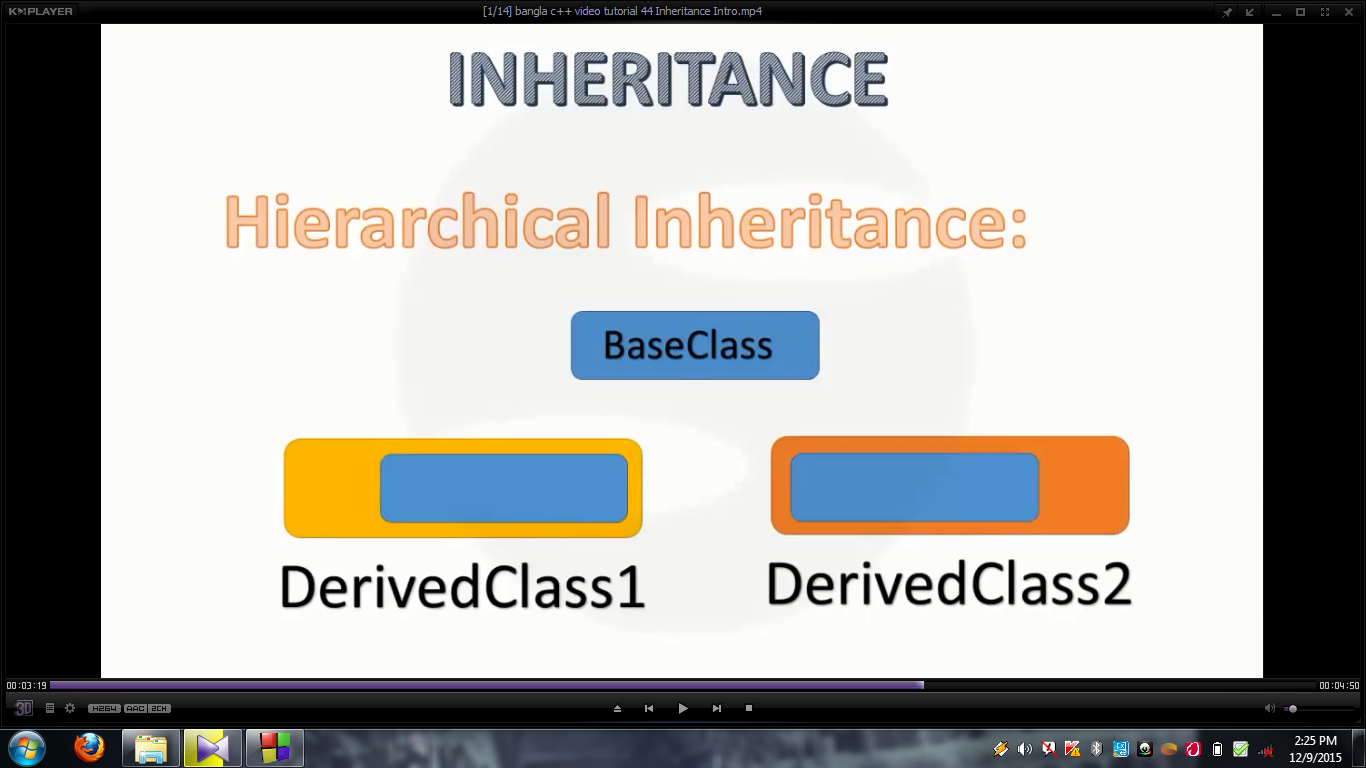 K▶MPLAYER
[1/14] bangla c++ video tutorial 44 Inheritance Intro.mp4
INHERITANCE
Hierarchical Inheritance:
BaseClass
DerivedClass1
DerivedClass2
00:03:19
00:04:50
3D
H264
AAC
2CH
2:25 PM
12/9/2015